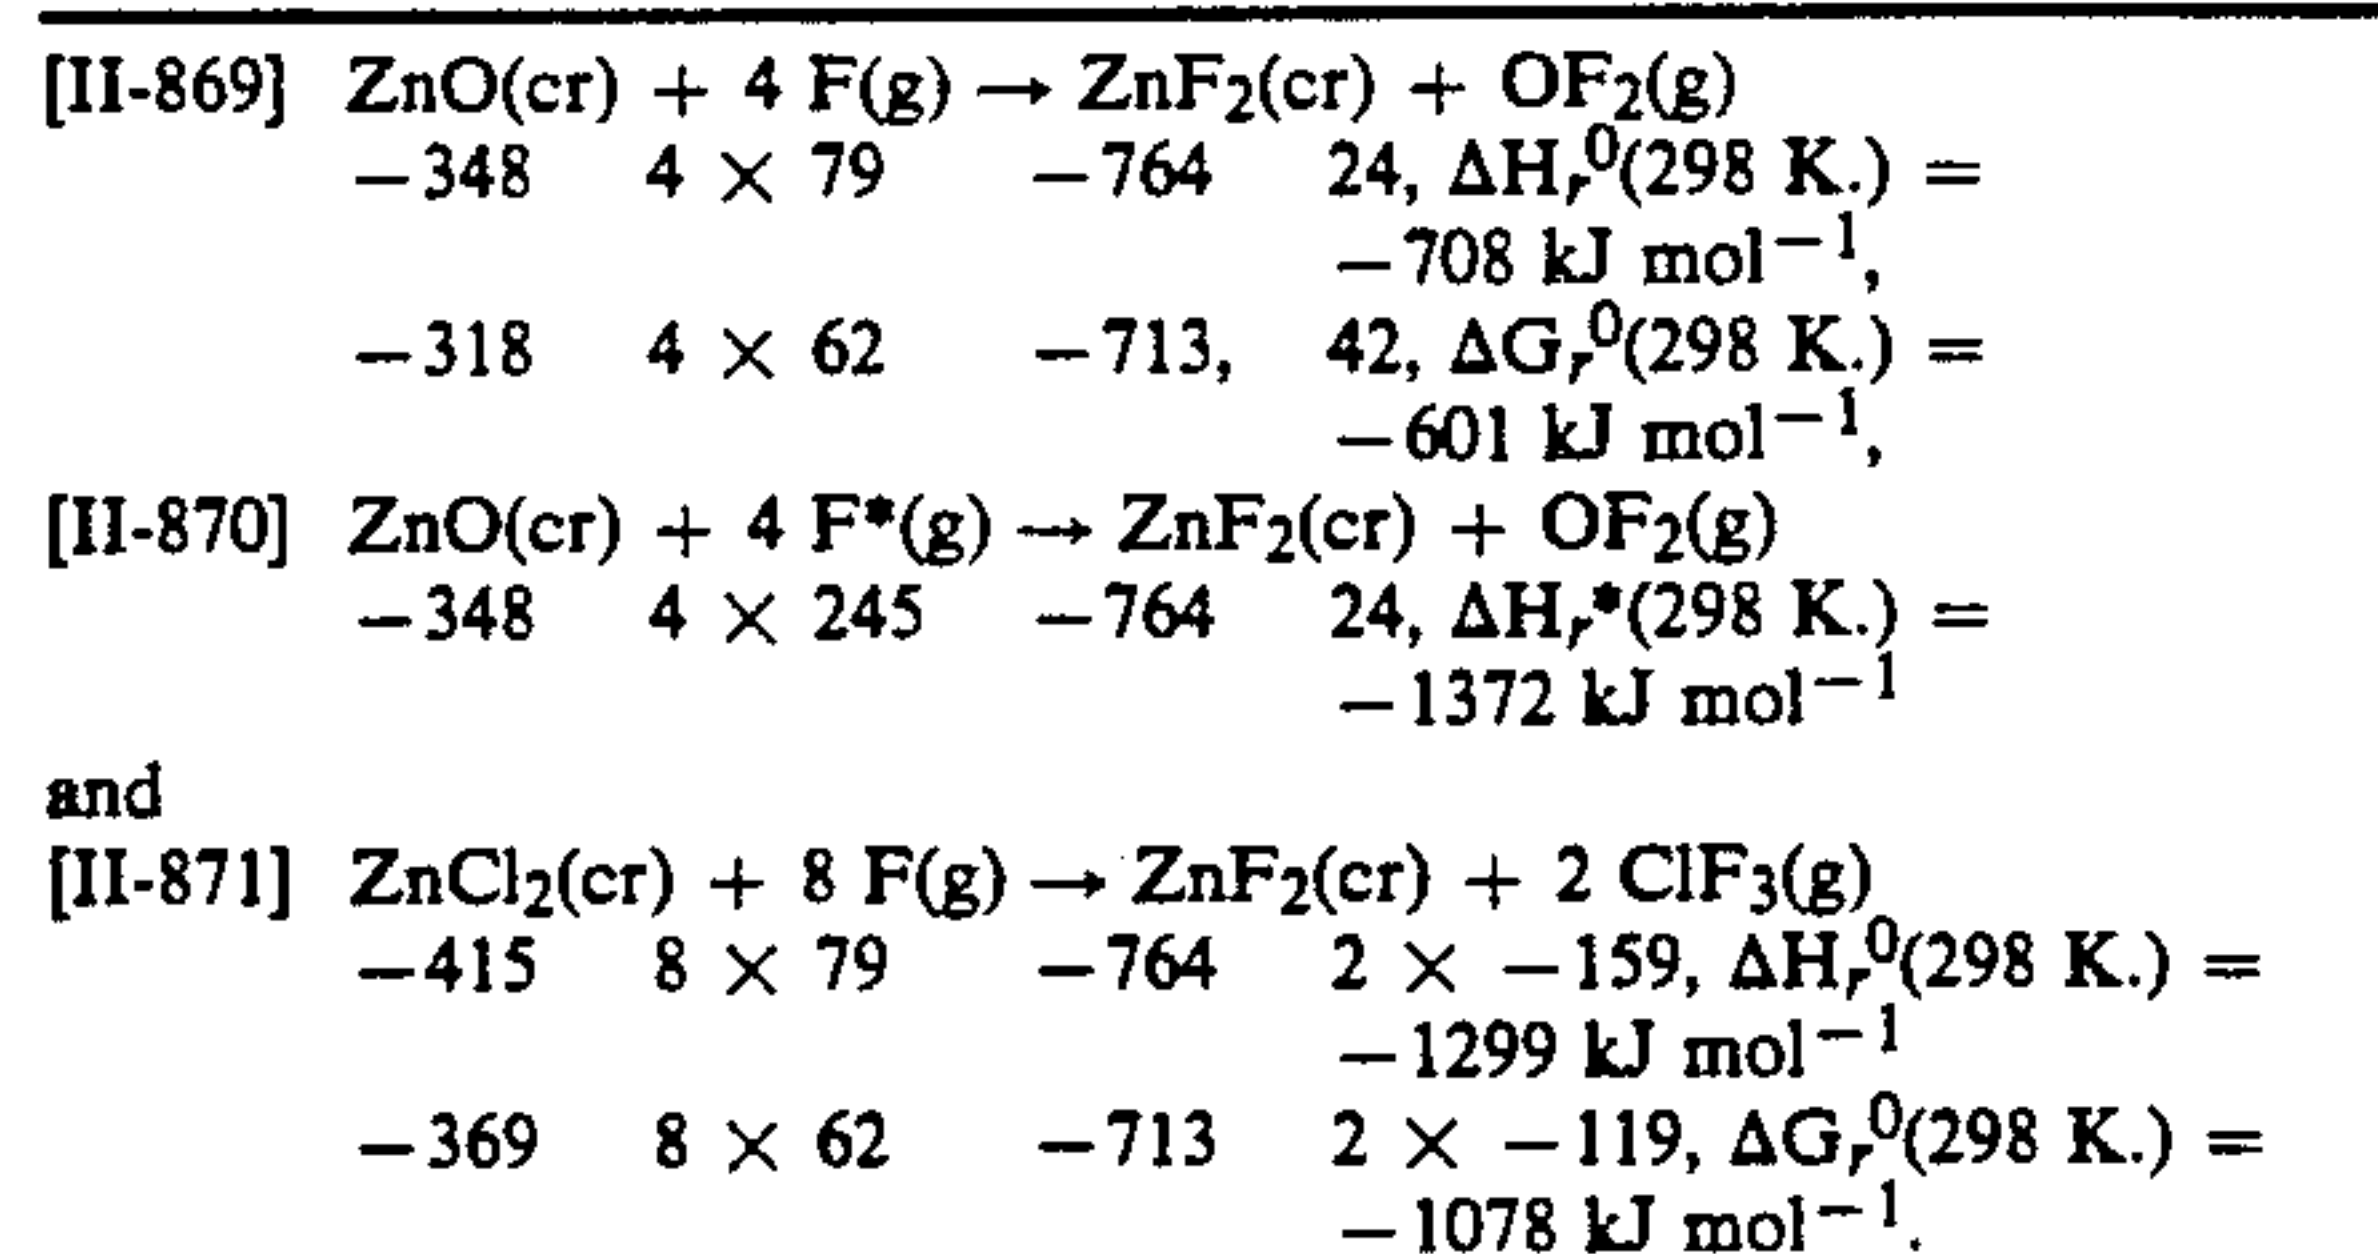 [II-869] ZnO(cr) + 4 F(g) → ZnF₂(cr) + OF₂(g)
−348 4 × 79 −764 24, ΔHᵣ⁰(298 K.) =
−708 kJ mol⁻¹,
−318 4 × 62 −713, 42, ΔGᵣ⁰(298 K.) =
−601 kJ mol⁻¹,
[II-870] ZnO(cr) + 4 F*(g) → ZnF₂(cr) + OF₂(g)
−348 4 × 245 −764 24, ΔHᵣ*(298 K.) =
−1372 kJ mol⁻¹
and
[II-871] ZnCl₂(cr) + 8 F(g) → ZnF₂(cr) + 2 ClF₃(g)
−415 8 × 79 −764 2 × −159, ΔHᵣ⁰(298 K.) =
−1299 kJ mol⁻¹
−369 8 × 62 −713 2 × −119, ΔGᵣ⁰(298 K.) =
−1078 kJ mol⁻¹.